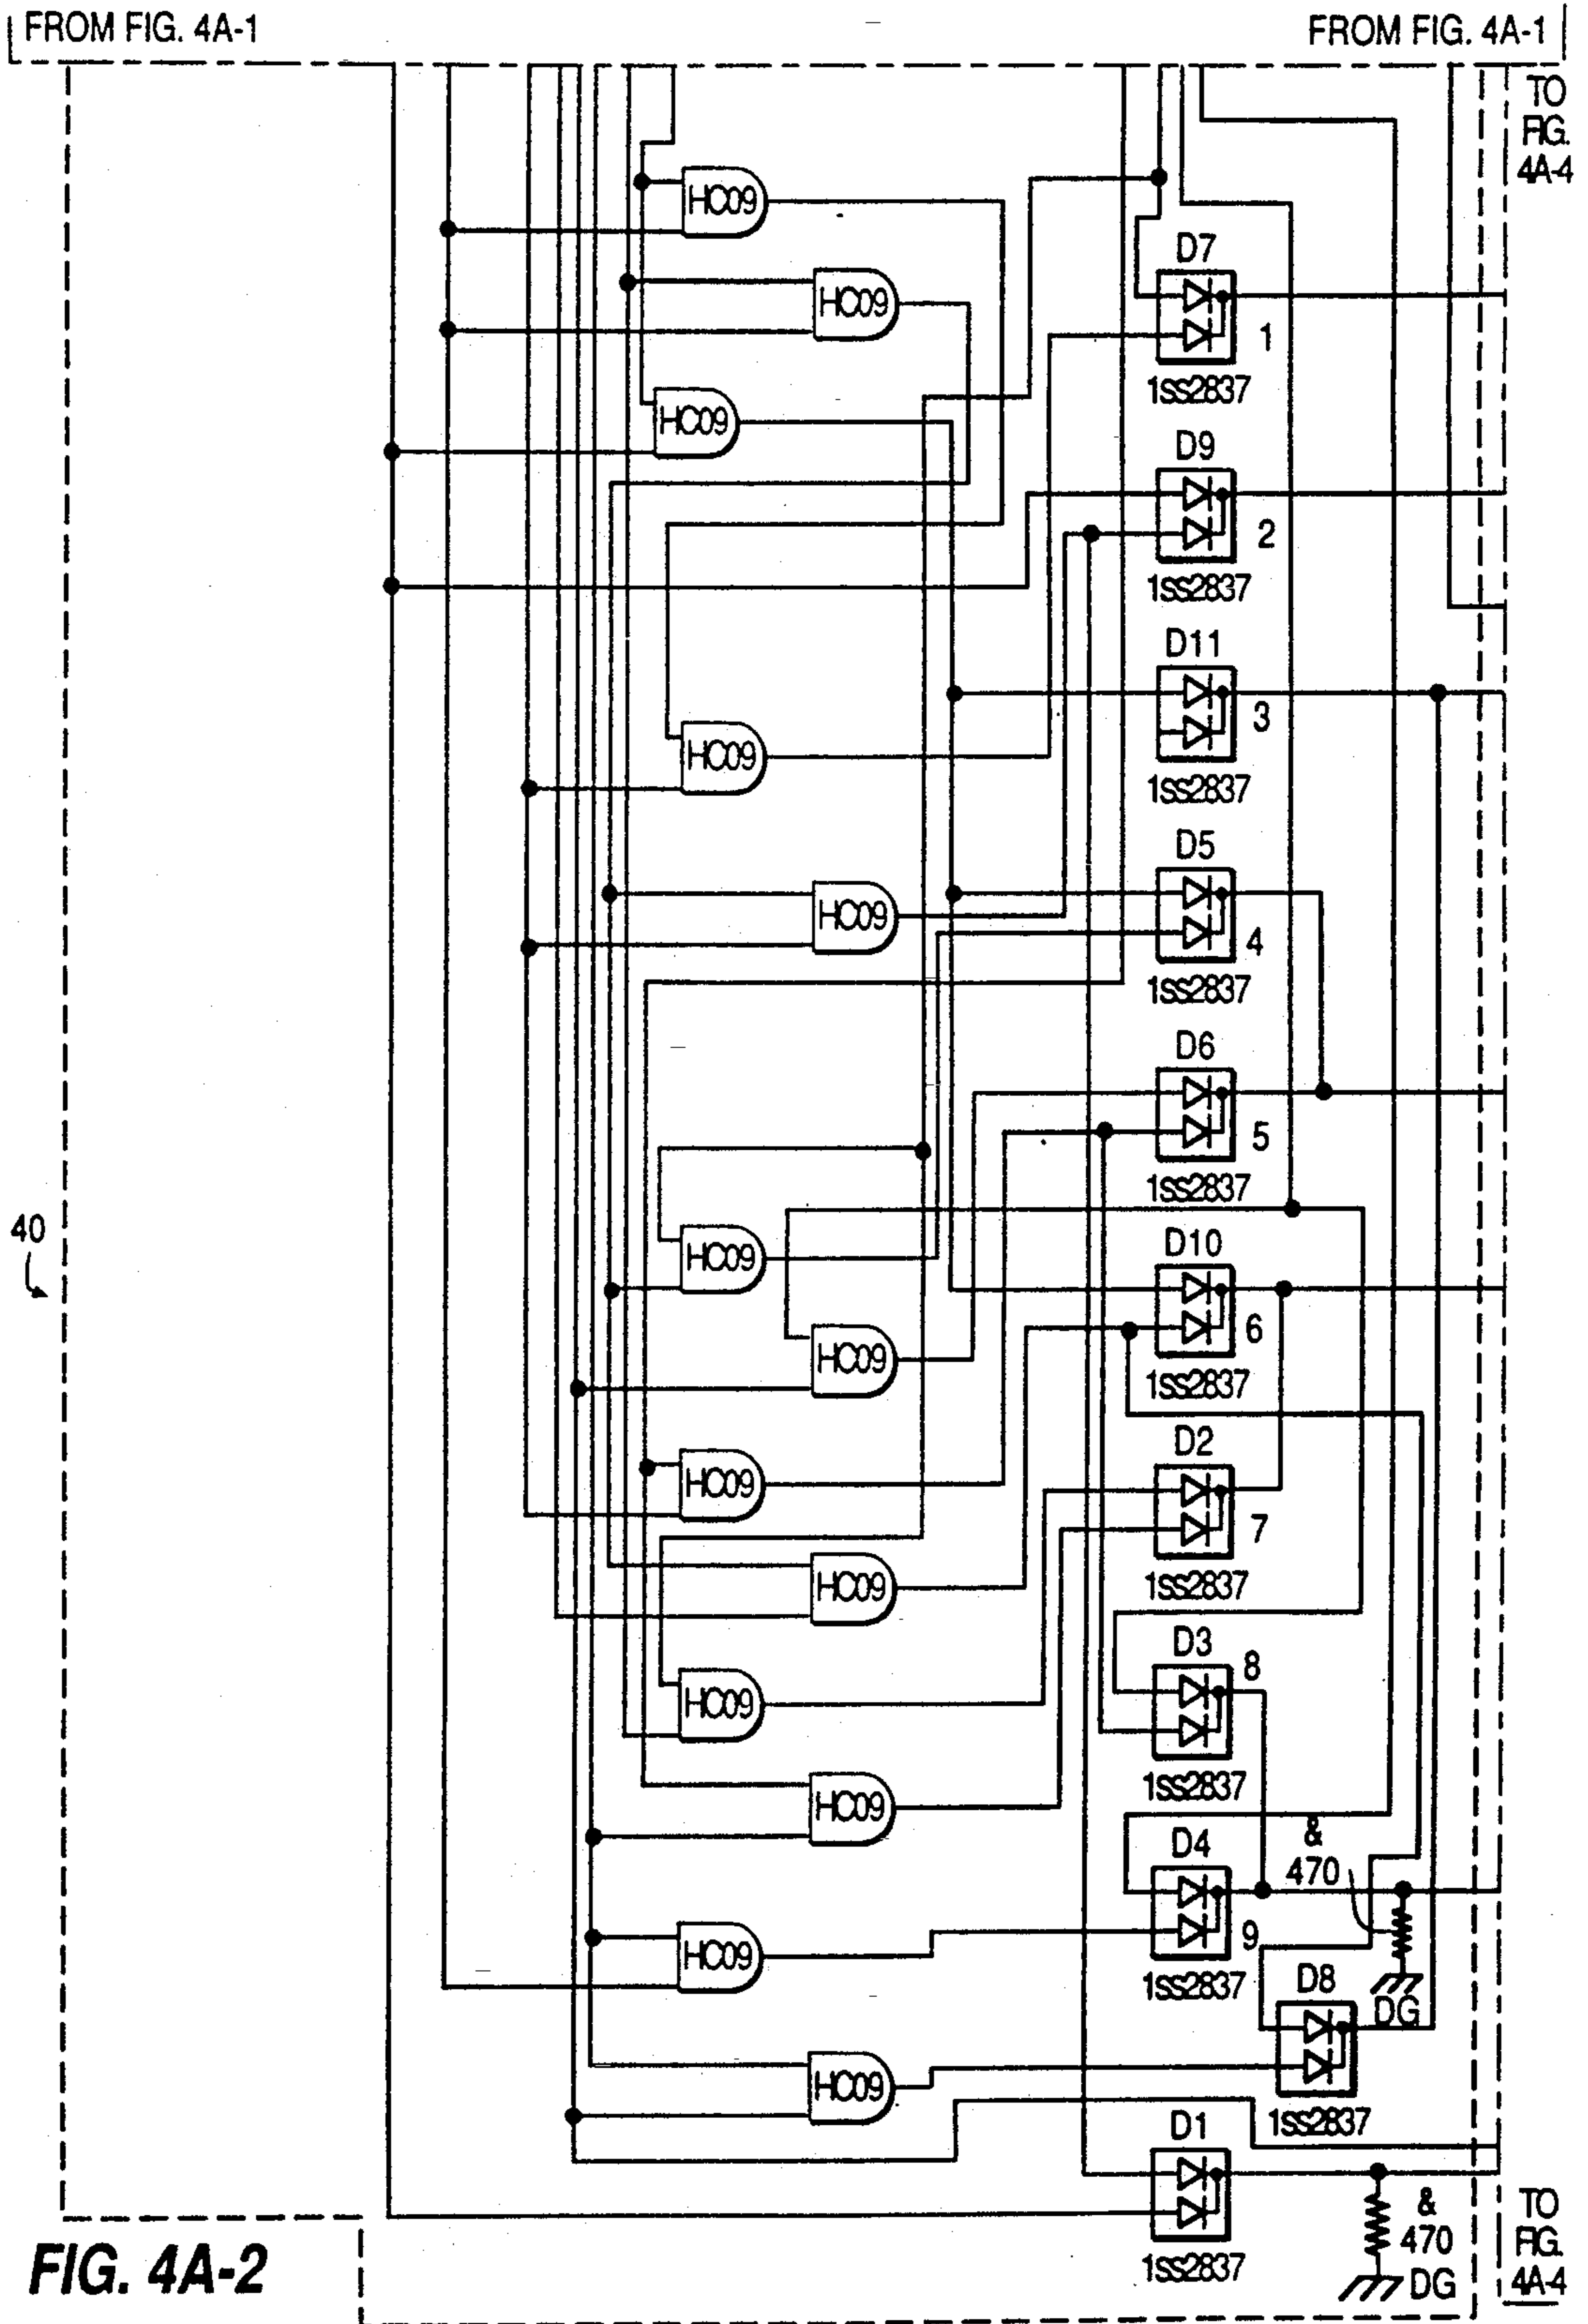 FROM FIG. 4A-1
FROM FIG. 4A-1
TO
FIG.
4A-4
HC09
D7
HC09
1
1SS2837
HC09
D9
2
1SS2837
D11
3
HC09
1SS2837
D5
HC09
4
1SS2837
D6
5
1SS2837
40
HC09
D10
6
HC09
1SS2837
D2
HC09
7
HC09
1SS2837
D3
8
HC09
1SS2837
HC09
&
470
D4
9
HC09
1SS2837
D8
DG
HC09
1SS2837
D1
&
470
DG
1SS2837
TO
FIG.
4A-4
FIG. 4A-2